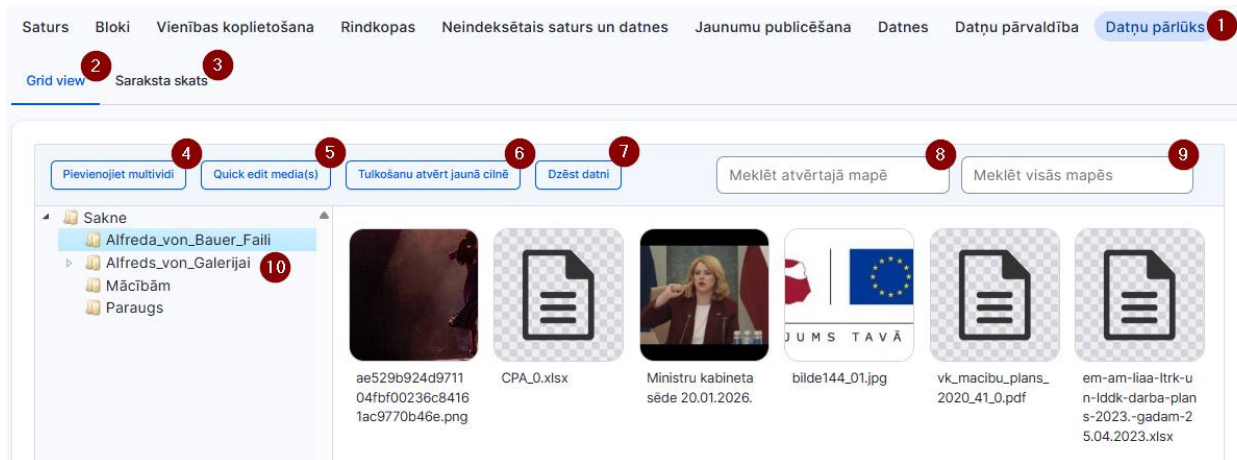 Saturs Bloki Vienības koplietošana Rindkopas Neindeksētais saturs un datnes Jaunumu publicēšana Datnes Datņu pārvaldība Datņu pārlūks 1
2 3
Grid view Saraksta skats
4 5 6 7 8 9
Pievienojiet multividi Quick edit media(s) Tulkošanu atvērt jaunā cilnē Dzēst datni Meklēt atvērtajā mapē Meklēt visās mapēs
Sakne
Alfreda_von_Bauer_Faili
Alfreds_von_Galerijai 10
Mācībām
Paraugs
JUMS TAVĀ
ae529b924d9711
04fbf00236c8416
1ac9770b46e.png
CPA_0.xlsx
Ministru kabineta
sēde 20.01.2026.
bilde144_01.jpg
vk_macibu_plans_
2020_41_0.pdf
em-am-liaa-ltrk-u
n-lddk-darba-plan
s-2023.-gadam-2
5.04.2023.xlsx